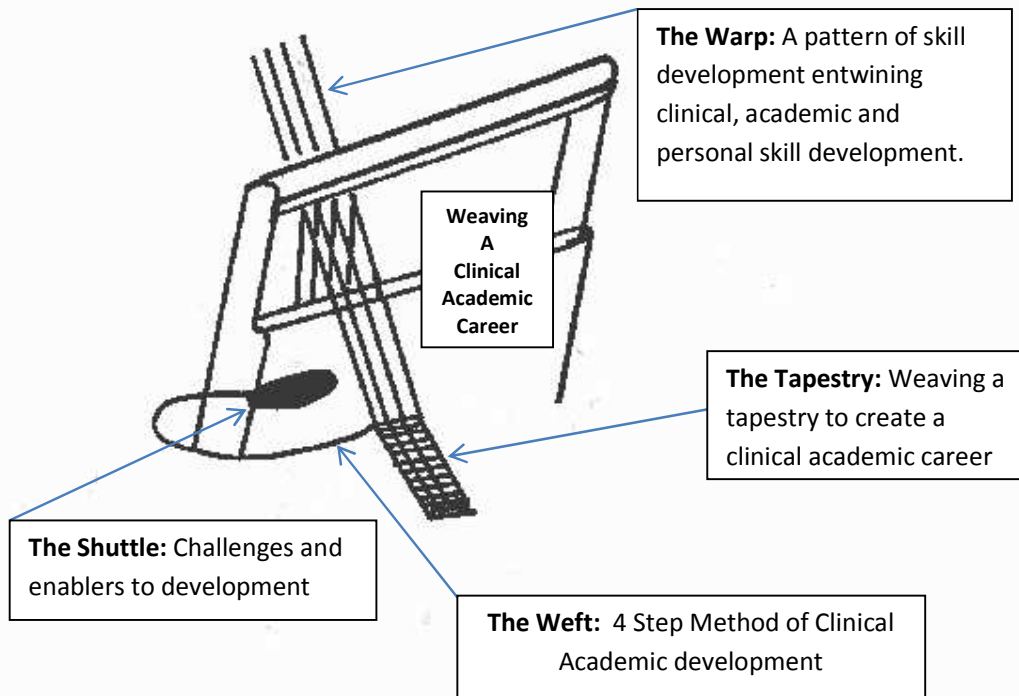 The Warp: A pattern of skill
development entwining
clinical, academic and
personal skill development.
Weaving
A
Clinical
Academic
Career
The Tapestry: Weaving a
tapestry to create a
clinical academic career
The Shuttle: Challenges and
enablers to development
The Weft: 4 Step Method of Clinical
Academic development